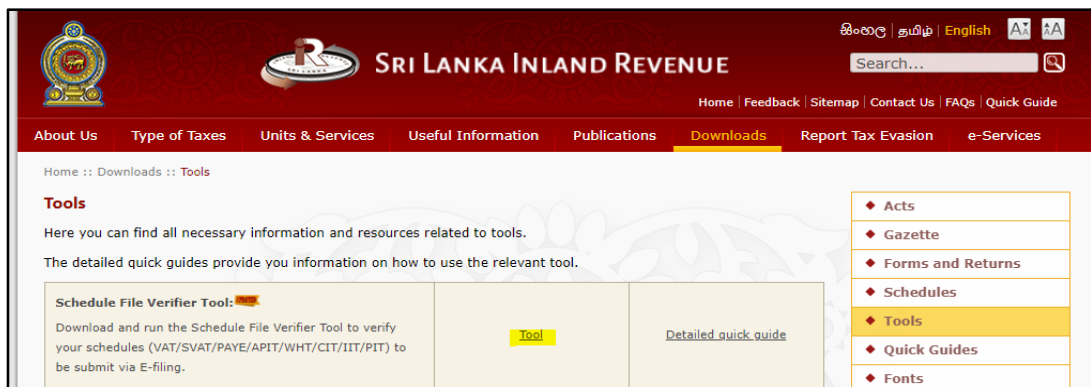 සිංහල | தமிழ் | English AA AA
SRI LANKA INLAND REVENUE
SRI LANKA
Search...
Home | Feedback | Sitemap | Contact Us | FAQs | Quick Guide
About Us Type of Taxes Units & Services Useful Information Publications Downloads Report Tax Evasion e-Services
Home :: Downloads :: Tools
Tools
Here you can find all necessary information and resources related to tools.
The detailed quick guides provide you information on how to use the relevant tool.
Schedule File Verifier Tool:
Download and run the Schedule File Verifier Tool to verify
your schedules (VAT/SVAT/PAYE/APIT/WHT/CIT/IIT/PIT) to
be submit via E-filing.
Tool
Detailed quick guide
Acts
Gazette
Forms and Returns
Schedules
Tools
Quick Guides
Fonts